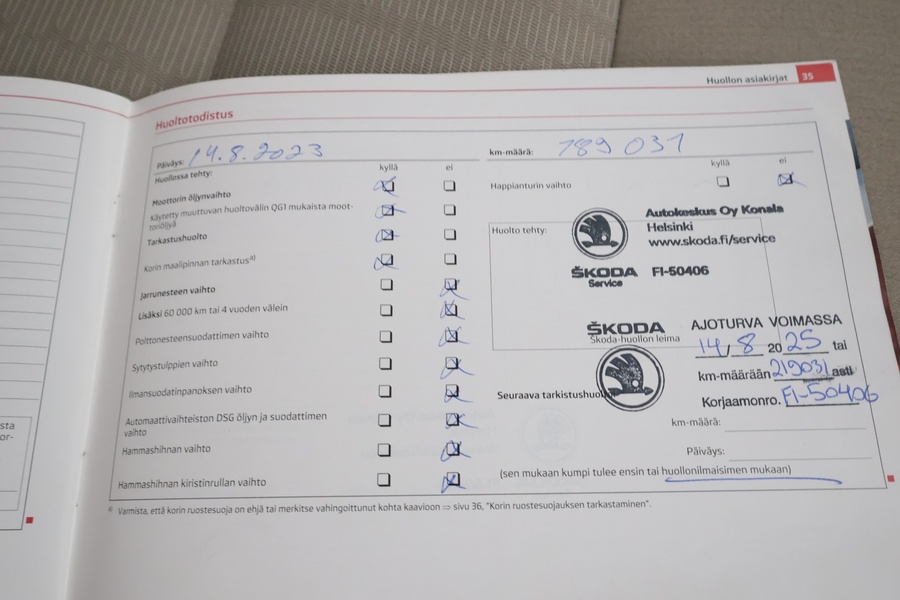 Huollon asiakirjat 35
Huoltotodistus
Päiväys: 14.8.2023
km-määrä: 189 031
kyllä ei
Huollossa tehty:
Moottorin öljynvaihto
Käytetty muuttuvan huoltovälin QG1 mukaista moot-
toriöljyä
Tarkastushuolto
Korin maalipinnan tarkastus a)
Jarrunesteen vaihto
Lisäksi 60 000 km tai 4 vuoden välein
Polttonesteensuodattimen vaihto
Sytytystulppien vaihto
Ilmansuodatinpanoksen vaihto
Automaattivaihteiston DSG öljyn ja suodattimen
vaihto
Hammashihnan vaihto
Hammashihnan kiristinrullan vaihto
kyllä ei
Happianturin vaihto
Huolto tehty:
Autokeskus Oy Konala
Helsinki
www.skoda.fi/service
ŠKODA FI-50406
Service
ŠKODA
Škoda-huollon leima
AJOTURVA VOIMASSA
14/8 2025 tai
km-määrään 219031 asti
Korjaamonro. FI-50406
Seuraava tarkistushuolto
km-määrä:
Päiväys:
(sen mukaan kumpi tulee ensin tai huollonilmaisimen mukaan)
a) Varmista, että korin ruostesuoja on ehjä tai merkitse vahingoittunut kohta kaavioon ⇒ sivu 36, "Korin ruostesuojauksen tarkastaminen".
sta
or-